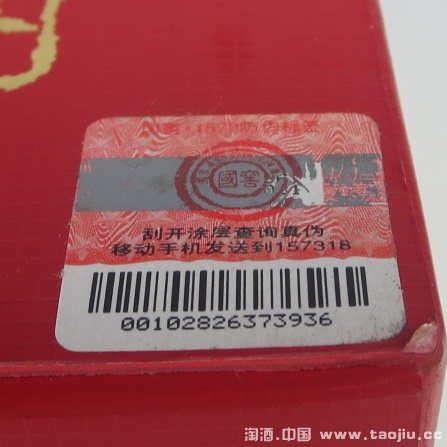 國窖
刮开涂层查询真伪
移动手机发送到157318
00102826373936
淘酒.中国 www.taojiu.cc